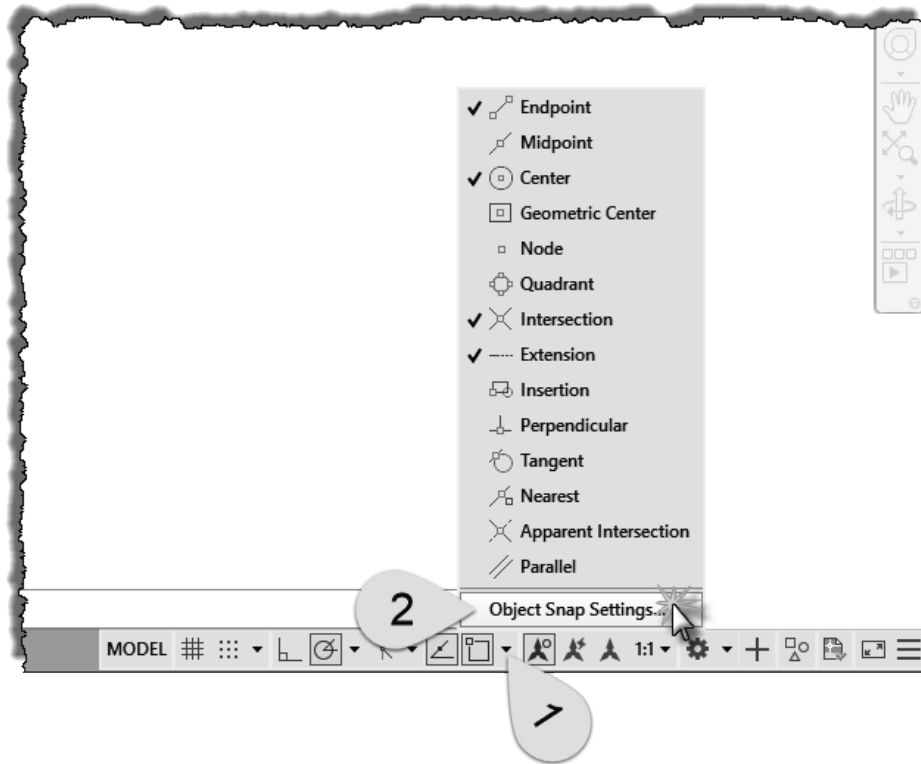 Endpoint
Midpoint
Center
Geometric Center
Node
Quadrant
Intersection
Extension
Insertion
Perpendicular
Tangent
Nearest
Apparent Intersection
Parallel
2
Object Snap Settings...
MODEL
1:1
1